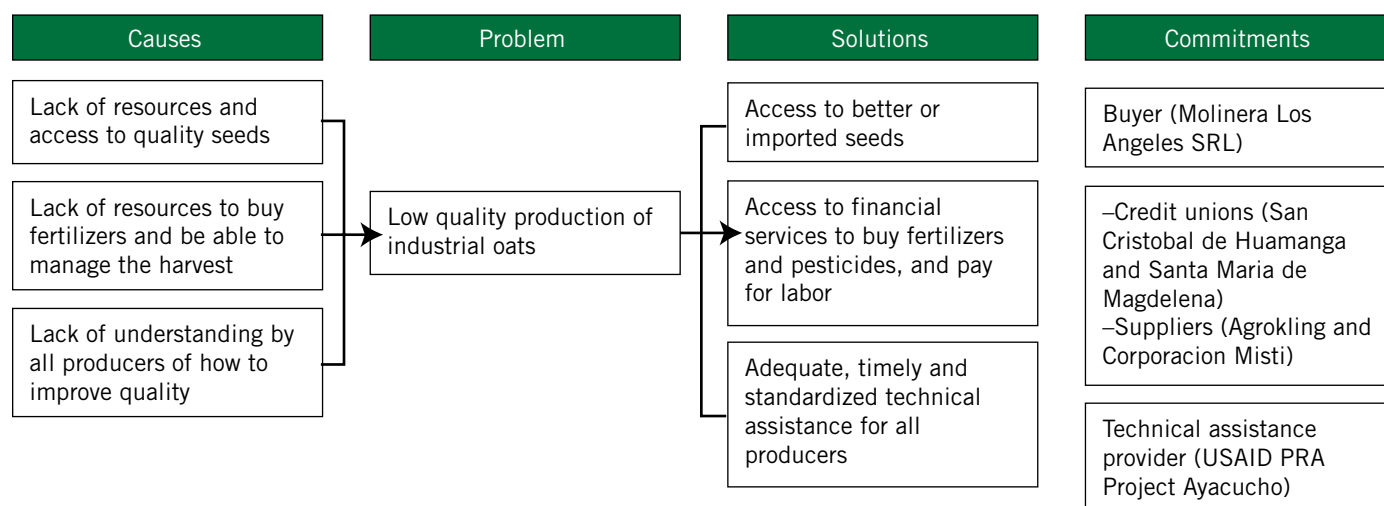 Causes
Problem
Solutions
Commitments
Lack of resources and
access to quality seeds
Lack of resources to buy
fertilizers and be able to
manage the harvest
Lack of understanding by
all producers of how to
improve quality
Low quality production of
industrial oats
Access to better or
imported seeds
Access to financial
services to buy fertilizers
and pesticides, and pay
for labor
Adequate, timely and
standardized technical
assistance for all
producers
Buyer (Molinera Los
Angeles SRL)
–Credit unions (San
Cristobal de Huamanga
and Santa Maria de
Magdelena)
–Suppliers (Agrokling and
Corporacion Misti)
Technical assistance
provider (USAID PRA
Project Ayacucho)